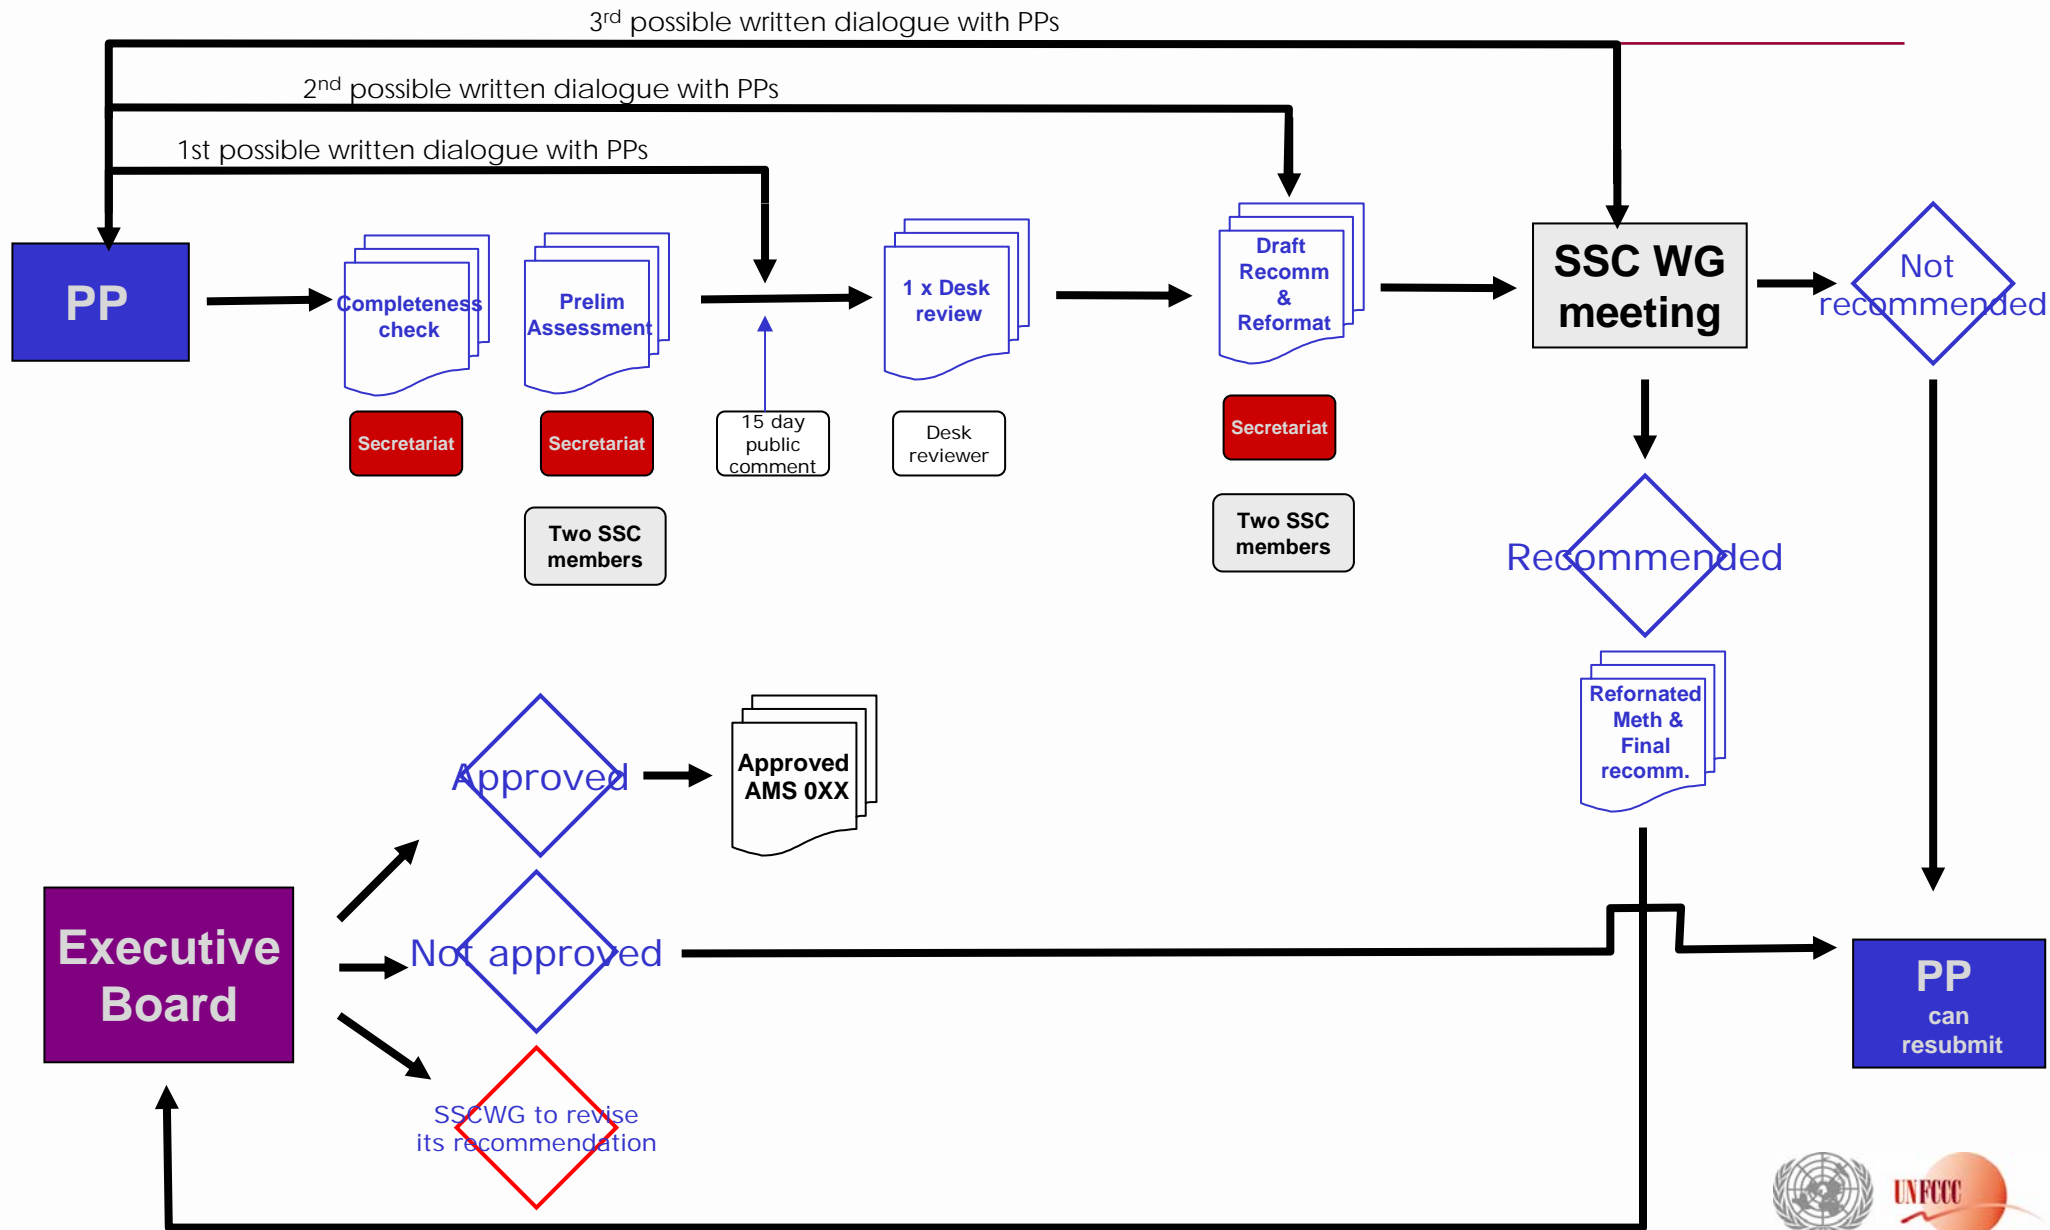 3rd possible written dialogue with PPs
2nd possible written dialogue with PPs
1st possible written dialogue with PPs
PP
Completeness
check
Prelim
Assessment
1 x Desk
review
Draft
Recomm
&
Reformat
SSC WG
meeting
Not
recommended
Secretariat
Secretariat
15 day
public
comment
Desk
reviewer
Secretariat
Two SSC
members
Two SSC
members
Recommended
Refornated
Meth &
Final
recomm.
Approved
Approved
AMS 0XX
Executive
Board
Not approved
PP
can
resubmit
SSCWG to revise
its recommendation
UNFCCC